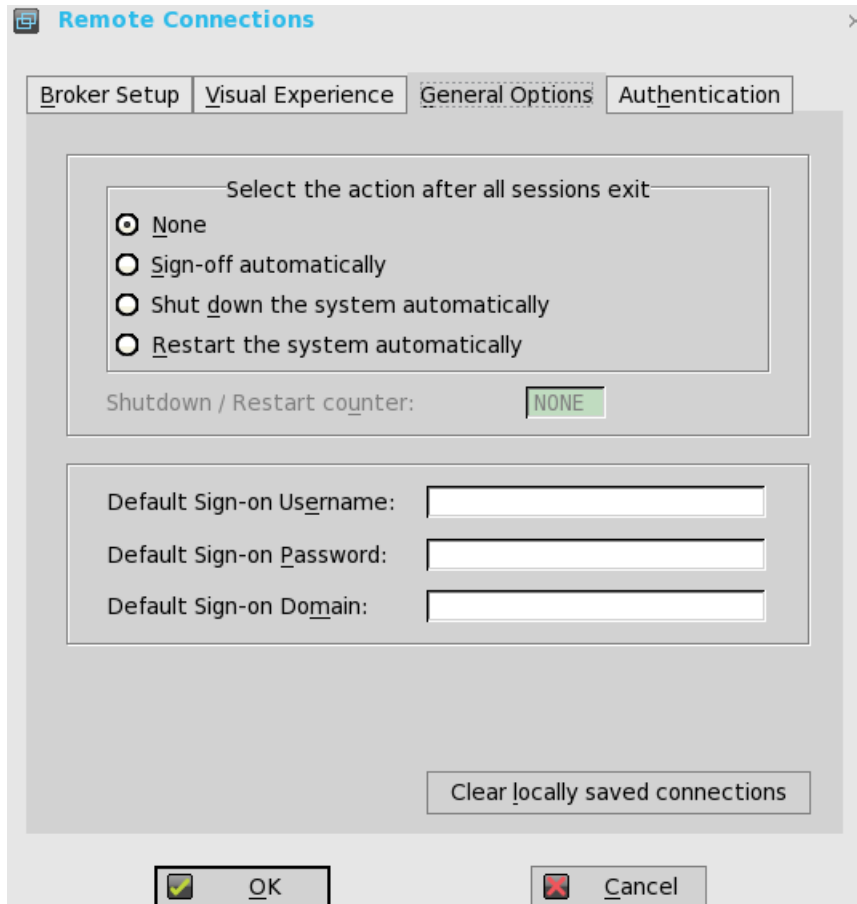 Remote Connections
Broker Setup
Visual Experience
General Options
Authentication
Select the action after all sessions exit
None
Sign-off automatically
Shut down the system automatically
Restart the system automatically
Shutdown / Restart counter: NONE
Default Sign-on Username:
Default Sign-on Password:
Default Sign-on Domain:
Clear locally saved connections
OK
Cancel